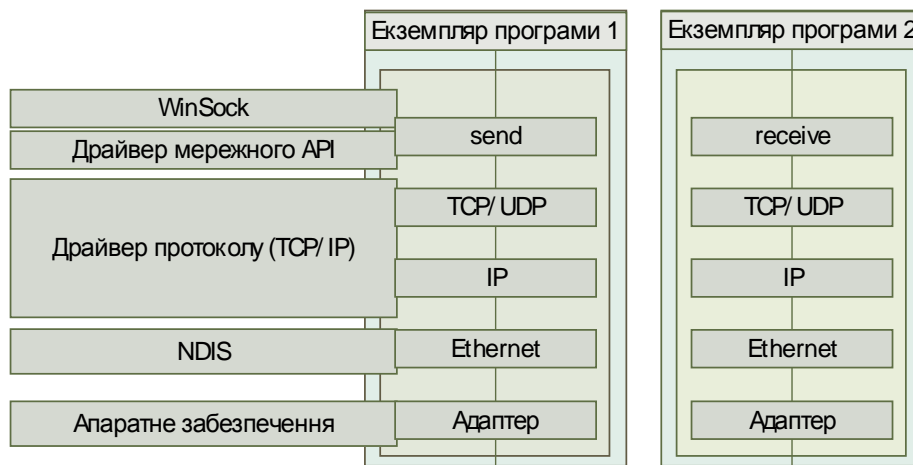 Екземпляр програми 1
Екземпляр програми 2
WinSock
Драйвер мережного API
send
receive
Драйвер протоколу (TCP/ IP)
TCP/ UDP
TCP/ UDP
IP
IP
NDIS
Ethernet
Ethernet
Апаратне забезпечення
Адаптер
Адаптер